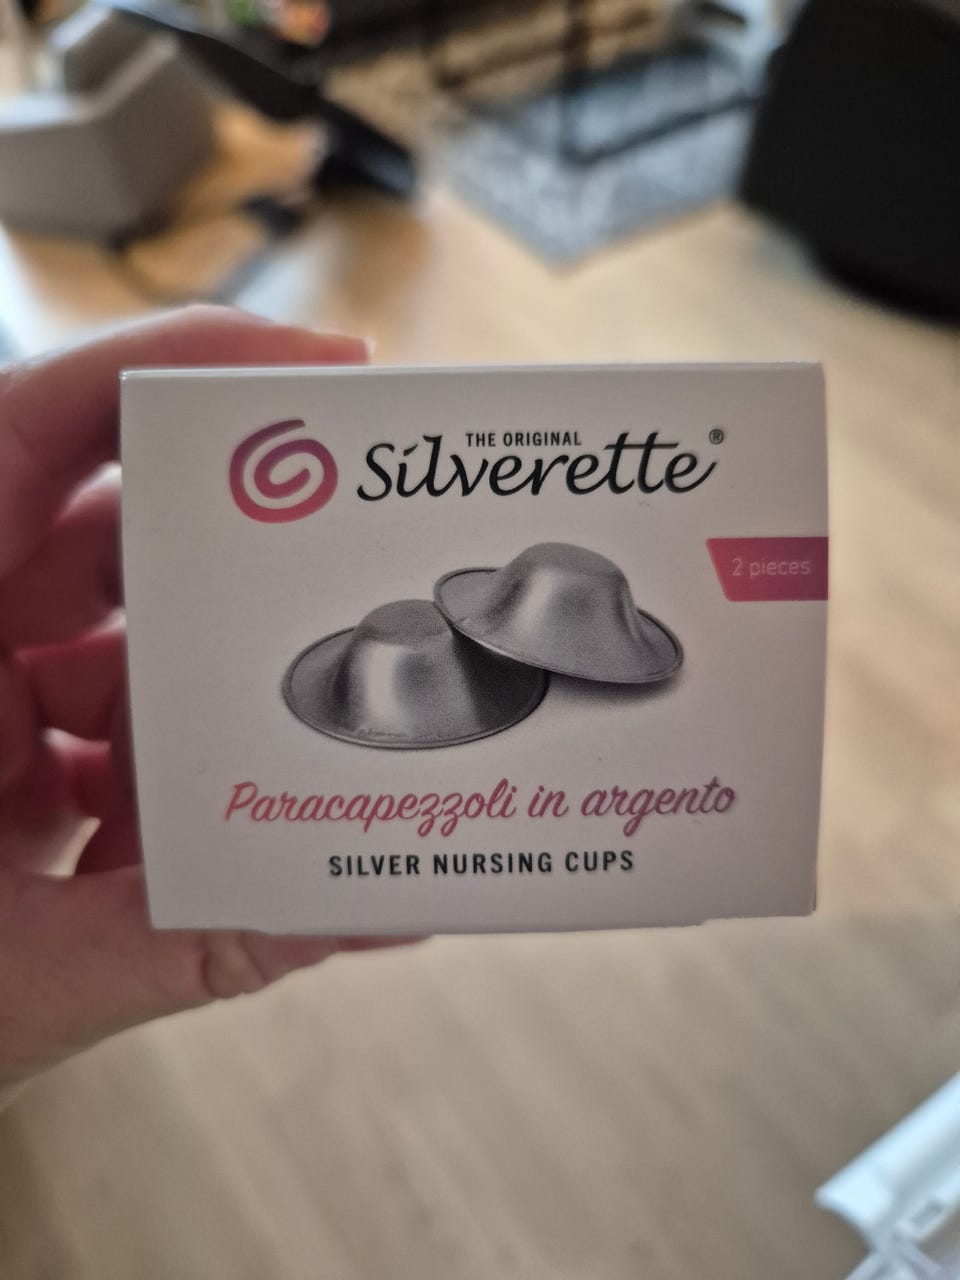 THE ORIGINAL
Silverette®
2 pieces
Paracapezzoli in argento
SILVER NURSING CUPS